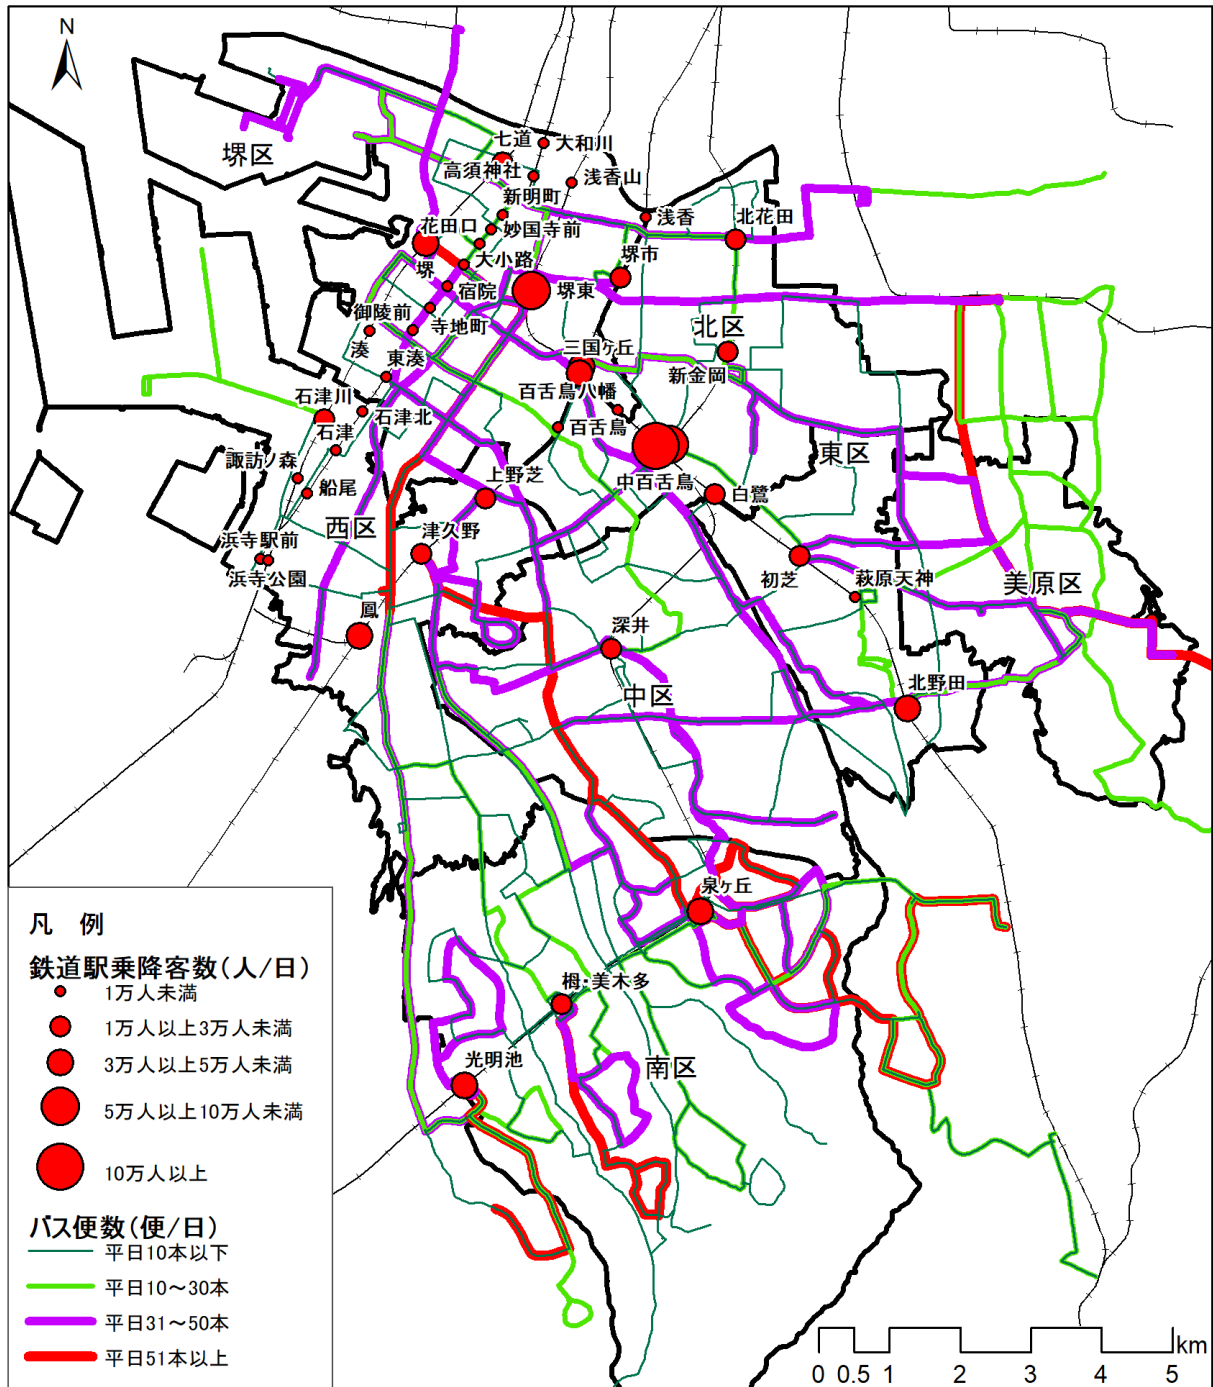 N
堺区
七道
大和川
高須神社
浅香山
新明町
浅香
北花田
花田口
妙国寺前
堺市
堺
大小路
宿院
堺東
御陵前
寺地町
北区
湊
東湊
三国ヶ丘
新金岡
百舌鳥八幡
石津川
石津北
百舌鳥
石津
東区
諏訪ノ森
上野芝
中百舌鳥
白鷺
船尾
西区
津久野
浜寺駅前
浜寺公園
初芝
萩原天神
美原区
鳳
深井
中区
北野田
泉ヶ丘
栂・美木多
光明池
南区
凡 例
鉄道駅乗降客数(人/日)
1万人未満
1万人以上3万人未満
3万人以上5万人未満
5万人以上10万人未満
10万人以上
バス便数(便/日)
平日10本以下
平日10～30本
平日31～50本
平日51本以上
km
0 0.5 1 2 3 4 5